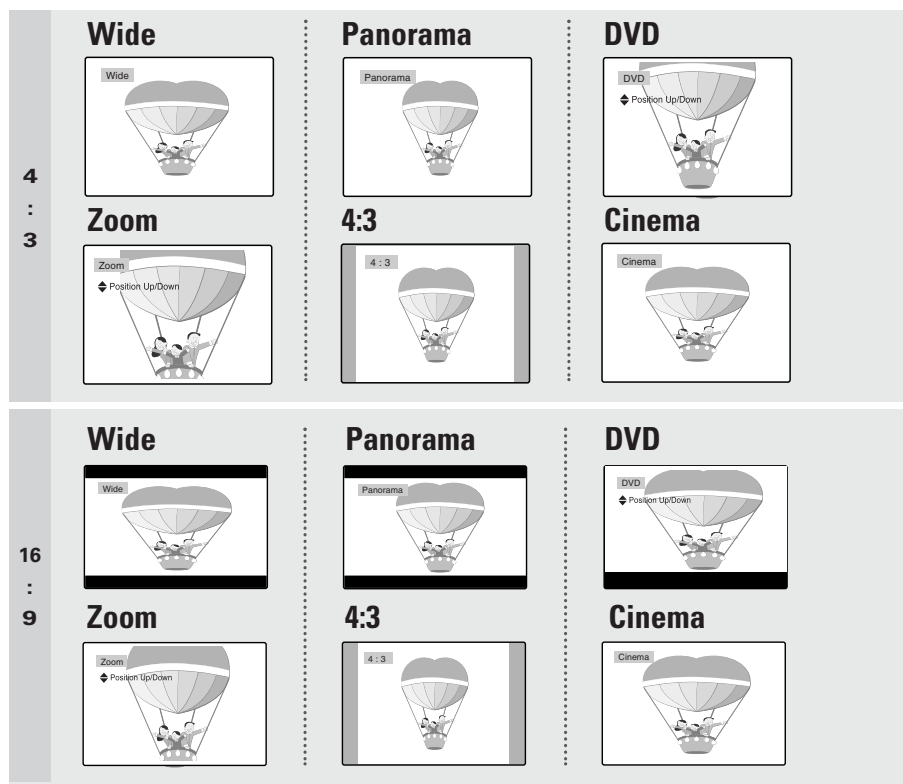 Wide Panorama DVD
Wide
Panorama
DVD
Position Up/Down
4
:
3
Zoom 4:3 Cinema
Zoom
Position Up/Down
4 : 3
Cinema
Wide Panorama DVD
Wide
Panorama
DVD
Position Up/Down
16
:
9
Zoom 4:3 Cinema
Zoom
Position Up/Down
4 : 3
Cinema